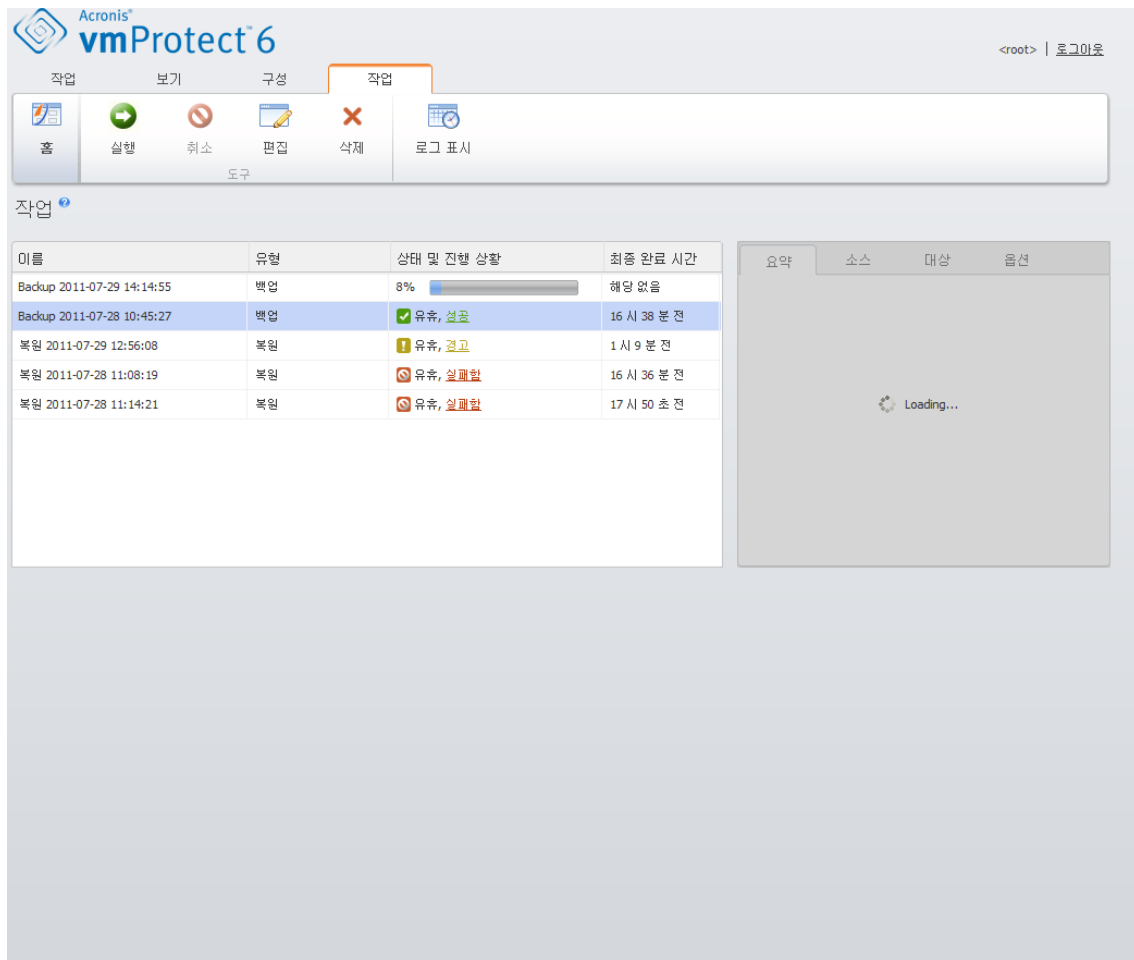 Acronis®
vmProtect™ 6
<root> | 로그아웃
작업 보기 구성 작업
홈 실행 취소 편집 삭제 로그 표시
도구
작업
이름 유형 상태 및 진행 상황 최종 완료 시간
Backup 2011-07-29 14:14:55 백업 8% 해당 없음
Backup 2011-07-28 10:45:27 백업 유휴, 성공 16 시 38 분 전
복원 2011-07-29 12:56:08 복원 유휴, 경고 1 시 9 분 전
복원 2011-07-28 11:08:19 복원 유휴, 실패함 16 시 36 분 전
복원 2011-07-28 11:14:21 복원 유휴, 실패함 17 시 50 초 전
요약 소스 대상 옵션
Loading...